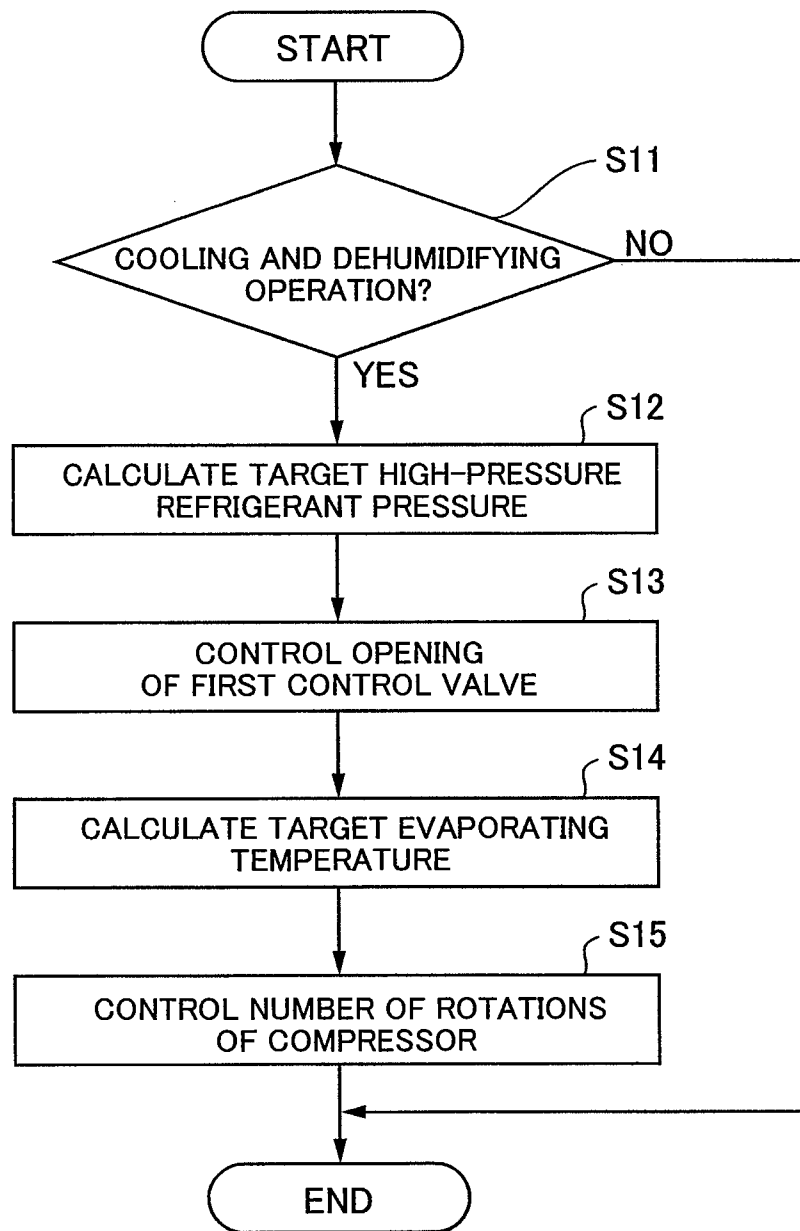 START
S11
COOLING AND DEHUMIDIFYING
OPERATION?
NO
YES
S12
CALCULATE TARGET HIGH-PRESSURE
REFRIGERANT PRESSURE
S13
CONTROL OPENING
OF FIRST CONTROL VALVE
S14
CALCULATE TARGET EVAPORATING
TEMPERATURE
S15
CONTROL NUMBER OF ROTATIONS
OF COMPRESSOR
END